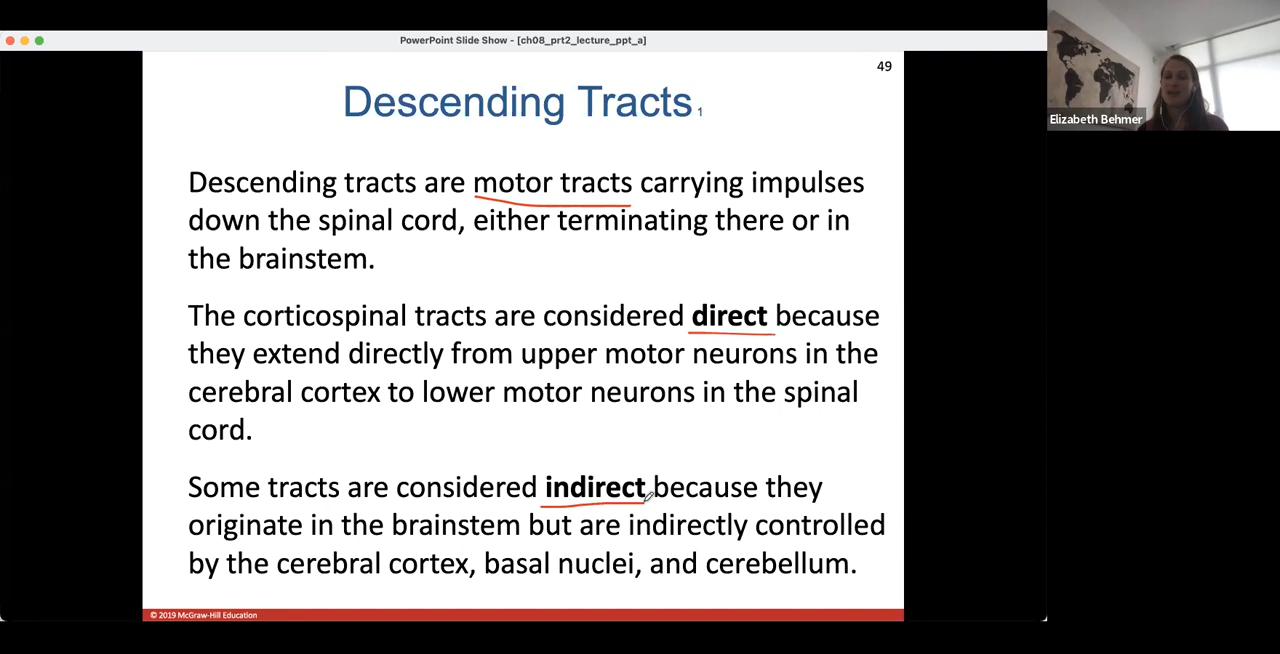 PowerPoint Slide Show - [ch08_prt2_lecture_ppt_a]
49
Descending Tracts 1
Descending tracts are motor tracts carrying impulses
down the spinal cord, either terminating there or in
the brainstem.
The corticospinal tracts are considered direct because
they extend directly from upper motor neurons in the
cerebral cortex to lower motor neurons in the spinal
cord.
Some tracts are considered indirect because they
originate in the brainstem but are indirectly controlled
by the cerebral cortex, basal nuclei, and cerebellum.
© 2019 McGraw-Hill Education
Elizabeth Behmer